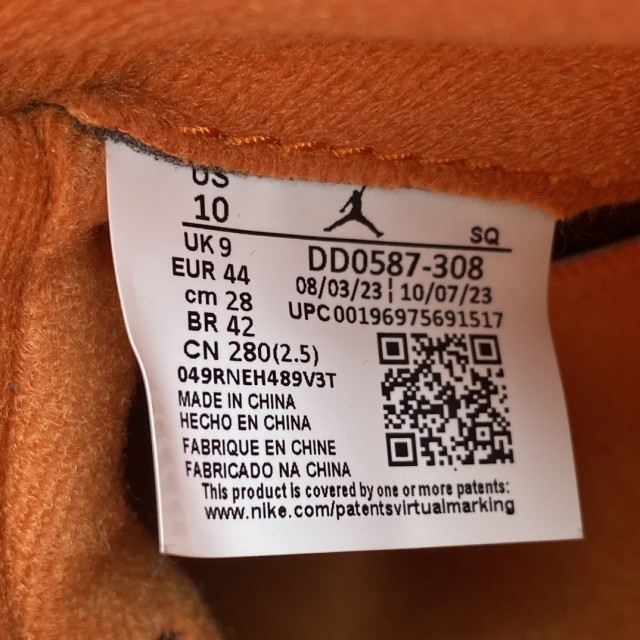 US
10
UK 9
EUR 44
cm 28
BR 42
CN 280(2.5)
049RNEH489V3T
MADE IN CHINA
HECHO EN CHINA
FABRIQUE EN CHINE
FABRICADO NA CHINA
SQ
DD0587-308
08/03/23 | 10/07/23
UPC00196975691517
This product is covered by one or more patents:
www.nike.com/patentsvirtualmarking